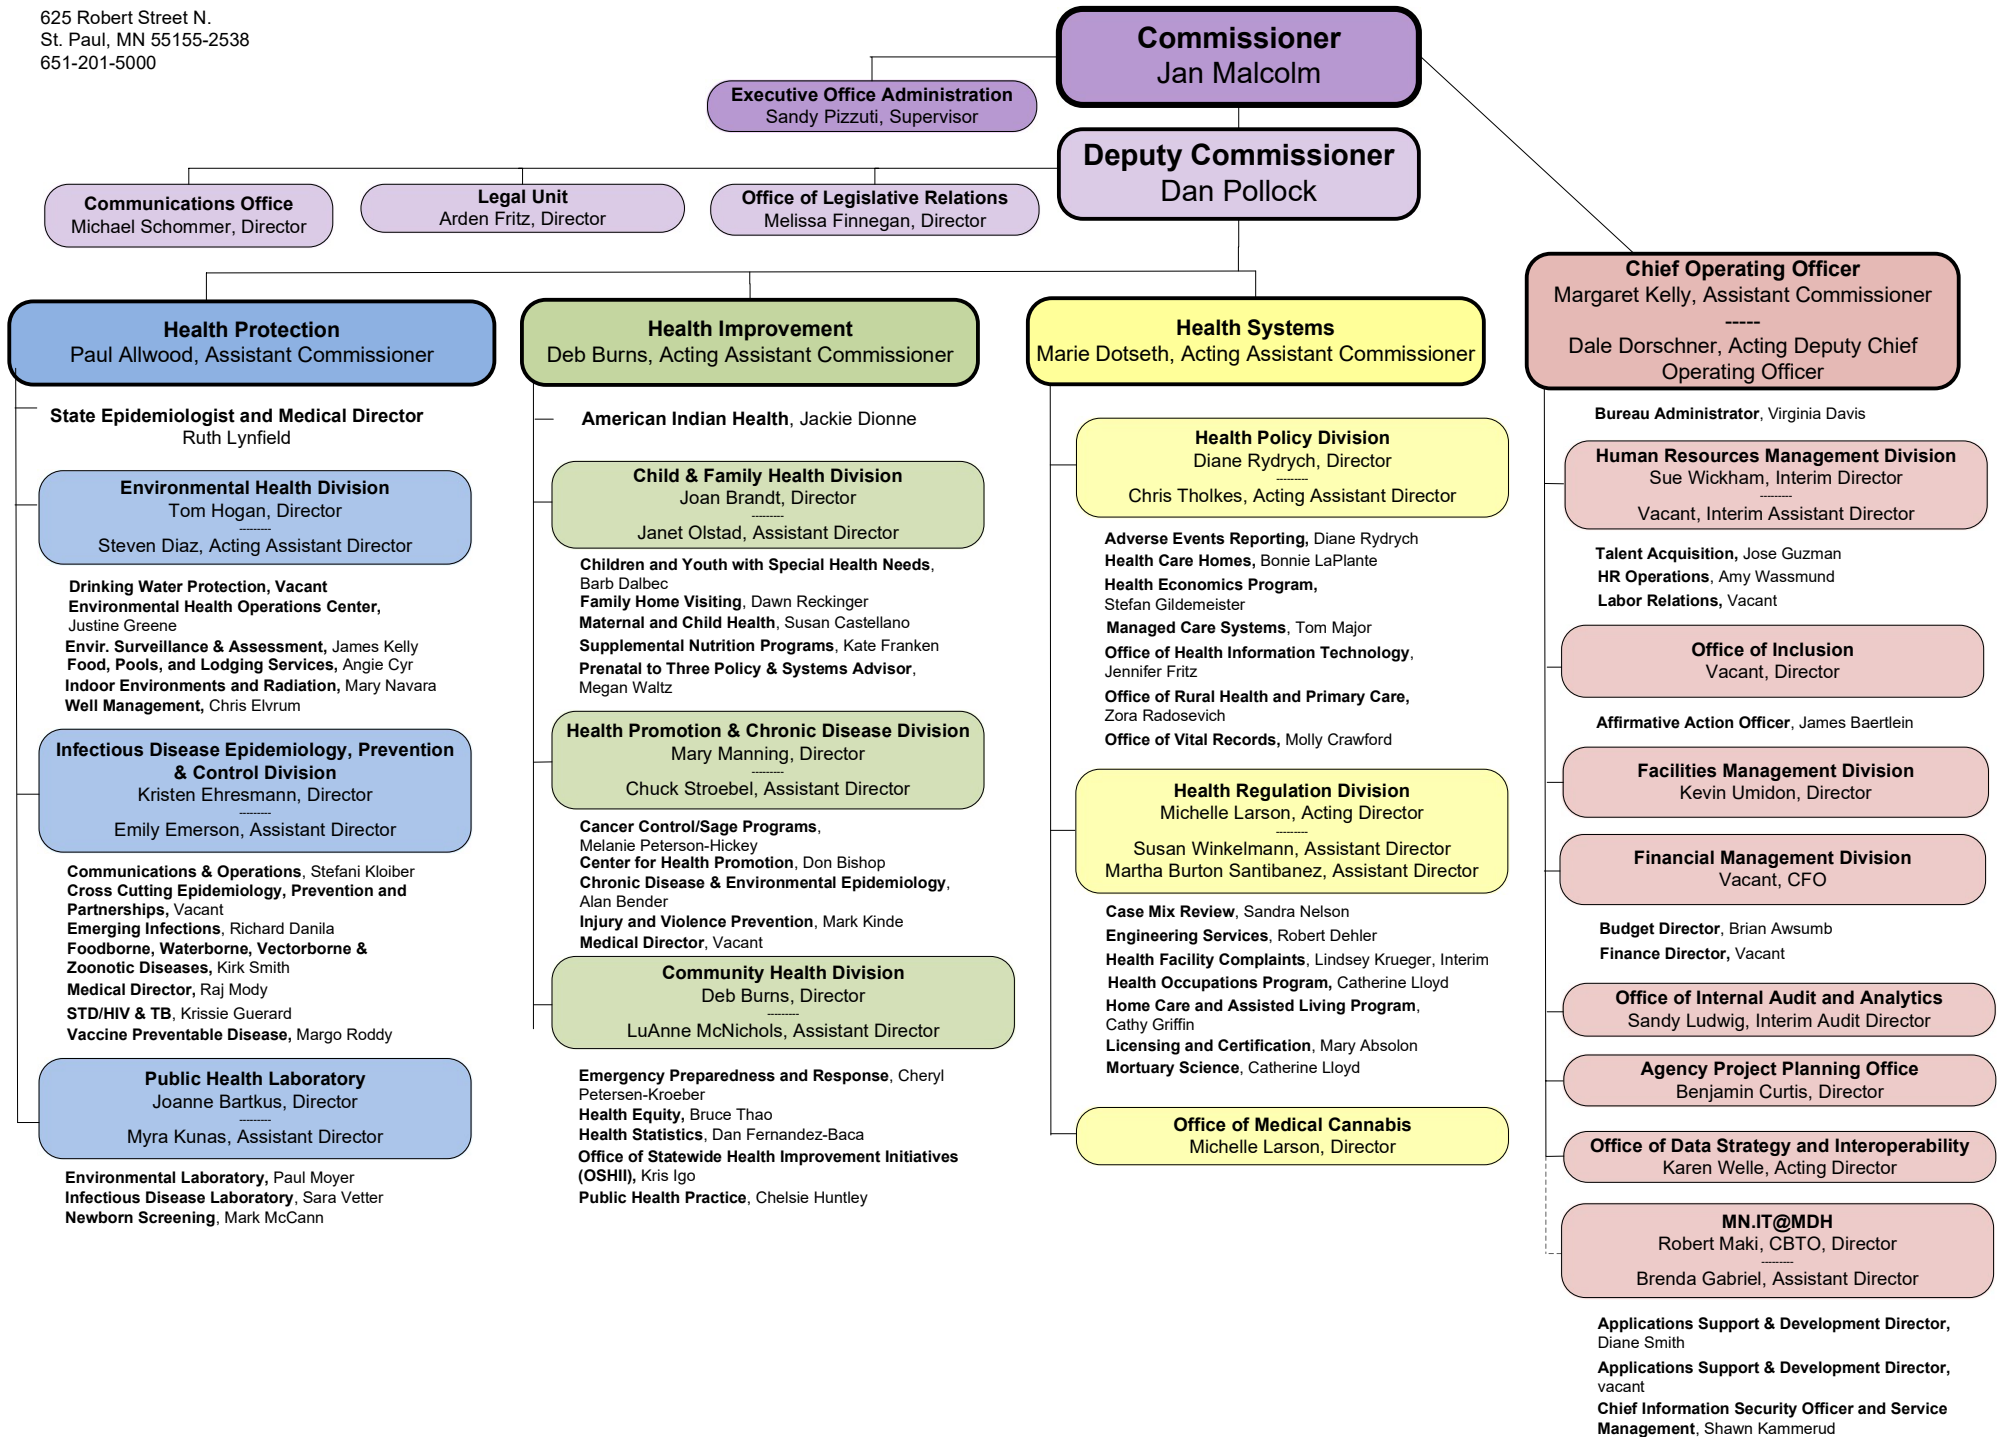 625 Robert Street N.
St. Paul, MN 55155-2538
651-201-5000
Commissioner
Jan Malcolm
Executive Office Administration
Sandy Pizzuti, Supervisor
Deputy Commissioner
Dan Pollock
Communications Office
Michael Schommer, Director
Legal Unit
Arden Fritz, Director
Office of Legislative Relations
Melissa Finnegan, Director
Health Protection
Paul Allwood, Assistant Commissioner
State Epidemiologist and Medical Director
Ruth Lynfield
Environmental Health Division
Tom Hogan, Director
---------
Steven Diaz, Acting Assistant Director
Drinking Water Protection, Vacant
Environmental Health Operations Center,
Justine Greene
Envir. Surveillance & Assessment, James Kelly
Food, Pools, and Lodging Services, Angie Cyr
Indoor Environments and Radiation, Mary Navara
Well Management, Chris Elvrum
Infectious Disease Epidemiology, Prevention
& Control Division
Kristen Ehresmann, Director
---------
Emily Emerson, Assistant Director
Communications & Operations, Stefani Kloiber
Cross Cutting Epidemiology, Prevention and
Partnerships, Vacant
Emerging Infections, Richard Danila
Foodborne, Waterborne, Vectorborne &
Zoonotic Diseases, Kirk Smith
Medical Director, Raj Mody
STD/HIV & TB, Krissie Guerard
Vaccine Preventable Disease, Margo Roddy
Public Health Laboratory
Joanne Bartkus, Director
---------
Myra Kunas, Assistant Director
Environmental Laboratory, Paul Moyer
Infectious Disease Laboratory, Sara Vetter
Newborn Screening, Mark McCann
Health Improvement
Deb Burns, Acting Assistant Commissioner
American Indian Health, Jackie Dionne
Child & Family Health Division
Joan Brandt, Director
---------
Janet Olstad, Assistant Director
Children and Youth with Special Health Needs,
Barb Dalbec
Family Home Visiting, Dawn Reckinger
Maternal and Child Health, Susan Castellano
Supplemental Nutrition Programs, Kate Franken
Prenatal to Three Policy & Systems Advisor,
Megan Waltz
Health Promotion & Chronic Disease Division
Mary Manning, Director
---------
Chuck Stroebel, Assistant Director
Cancer Control/Sage Programs,
Melanie Peterson-Hickey
Center for Health Promotion, Don Bishop
Chronic Disease & Environmental Epidemiology,
Alan Bender
Injury and Violence Prevention, Mark Kinde
Medical Director, Vacant
Community Health Division
Deb Burns, Director
---------
LuAnne McNichols, Assistant Director
Emergency Preparedness and Response, Cheryl
Petersen-Kroeber
Health Equity, Bruce Thao
Health Statistics, Dan Fernandez-Baca
Office of Statewide Health Improvement Initiatives
(OSHII), Kris Igo
Public Health Practice, Chelsie Huntley
Health Systems
Marie Dotseth, Acting Assistant Commissioner
Health Policy Division
Diane Rydrych, Director
---------
Chris Tholkes, Acting Assistant Director
Adverse Events Reporting, Diane Rydrych
Health Care Homes, Bonnie LaPlante
Health Economics Program,
Stefan Gildemeister
Managed Care Systems, Tom Major
Office of Health Information Technology,
Jennifer Fritz
Office of Rural Health and Primary Care,
Zora Radosevich
Office of Vital Records, Molly Crawford
Health Regulation Division
Michelle Larson, Acting Director
---------
Susan Winkelmann, Assistant Director
Martha Burton Santibanez, Assistant Director
Case Mix Review, Sandra Nelson
Engineering Services, Robert Dehler
Health Facility Complaints, Lindsey Krueger, Interim
Health Occupations Program, Catherine Lloyd
Home Care and Assisted Living Program,
Cathy Griffin
Licensing and Certification, Mary Absolon
Mortuary Science, Catherine Lloyd
Office of Medical Cannabis
Michelle Larson, Director
Chief Operating Officer
Margaret Kelly, Assistant Commissioner
-----
Dale Dorschner, Acting Deputy Chief
Operating Officer
Bureau Administrator, Virginia Davis
Human Resources Management Division
Sue Wickham, Interim Director
---------
Vacant, Interim Assistant Director
Talent Acquisition, Jose Guzman
HR Operations, Amy Wassmund
Labor Relations, Vacant
Office of Inclusion
Vacant, Director
Affirmative Action Officer, James Baertlein
Facilities Management Division
Kevin Umidon, Director
Financial Management Division
Vacant, CFO
Budget Director, Brian Awsumb
Finance Director, Vacant
Office of Internal Audit and Analytics
Sandy Ludwig, Interim Audit Director
Agency Project Planning Office
Benjamin Curtis, Director
Office of Data Strategy and Interoperability
Karen Welle, Acting Director
MN.IT@MDH
Robert Maki, CBTO, Director
---------
Brenda Gabriel, Assistant Director
Applications Support & Development Director,
Diane Smith
Applications Support & Development Director,
vacant
Chief Information Security Officer and Service
Management, Shawn Kammerud